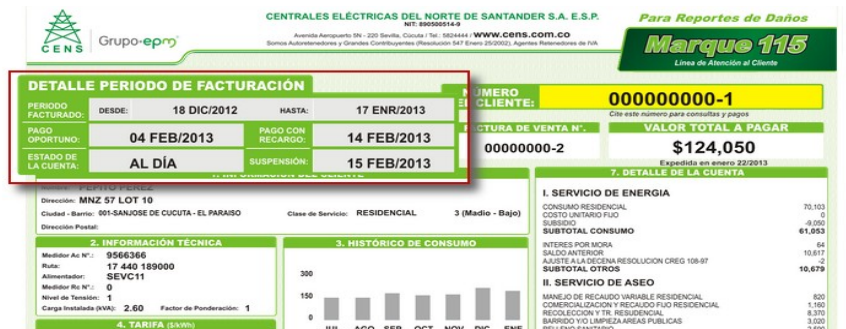 CENS
Grupo-epm
CENTRALES ELÉCTRICAS DEL NORTE DE SANTANDER S.A. E.S.P.
NIT: 890500514-9
Avenida Aeropuerto 5N - 220 Sevilla, Cúcuta / Tel.: 5824444 / WWW.cens.com.co
Somos Autoretenedores y Grandes Contribuyentes (Resolución 547 Enero 25/2002), Agentes Retenedores de IVA
Para Reportes de Daños
Marque 115
Línea de Atención al Cliente
DETALLE PERIODO DE FACTURACIÓN
PERIODO FACTURADO: DESDE: 18 DIC/2012 HASTA: 17 ENR/2013
PAGO OPORTUNO: 04 FEB/2013 PAGO CON RECARGO: 14 FEB/2013
ESTADO DE LA CUENTA: AL DÍA SUSPENSIÓN: 15 FEB/2013
NÚMERO
CLIENTE:
000000000-1
Cite este número para consultas y pagos
FACTURA DE VENTA N°.
00000000-2
VALOR TOTAL A PAGAR
$124,050
Expedida en enero 22/2013
1. INFORMACIÓN DEL CLIENTE
PEPITO PEREZ
Dirección: MNZ 57 LOT 10
Ciudad - Barrio: 001-SANJOSE DE CUCUTA - EL PARAISO Clase de Servicio: RESIDENCIAL 3 (Madio - Bajo)
Dirección Postal:
2. INFORMACIÓN TÉCNICA
Medidor Ac N°.: 9566366
Ruta: 17 440 189000
Alimentador: SEVC11
Medidor Rc N°.: 0
Nivel de Tensión: 1
Carga Instalada (kVA): 2.60 Factor de Ponderación: 1
4. TARIFA ($/kWh)
3. HISTÓRICO DE CONSUMO
300
150
0
JUL AGO SEP OCT NOV DIC ENE
7. DETALLE DE LA CUENTA
I. SERVICIO DE ENERGIA
CONSUMO RESIDENCIAL 70,103
COSTO UNITARIO FIJO 0
SUBSIDIO -9,050
SUBTOTAL CONSUMO 61,053
INTERES POR MORA 64
SALDO ANTERIOR 10,617
AJUSTE A LA DECENA RESOLUCION CREG 108-97 -2
SUBTOTAL OTROS 10,679
II. SERVICIO DE ASEO
MANEJO DE RECAUDO VARIABLE RESIDENCIAL 820
COMERCIALIZACION Y RECAUDO FIJO RESIDENCIAL 1,160
RECOLECCION Y TR. RESIDENCIAL 8,370
BARRIDO Y/O LIMPIEZA AREAS PUBLICAS 3,020
RELLENO SANITARIO 2,500